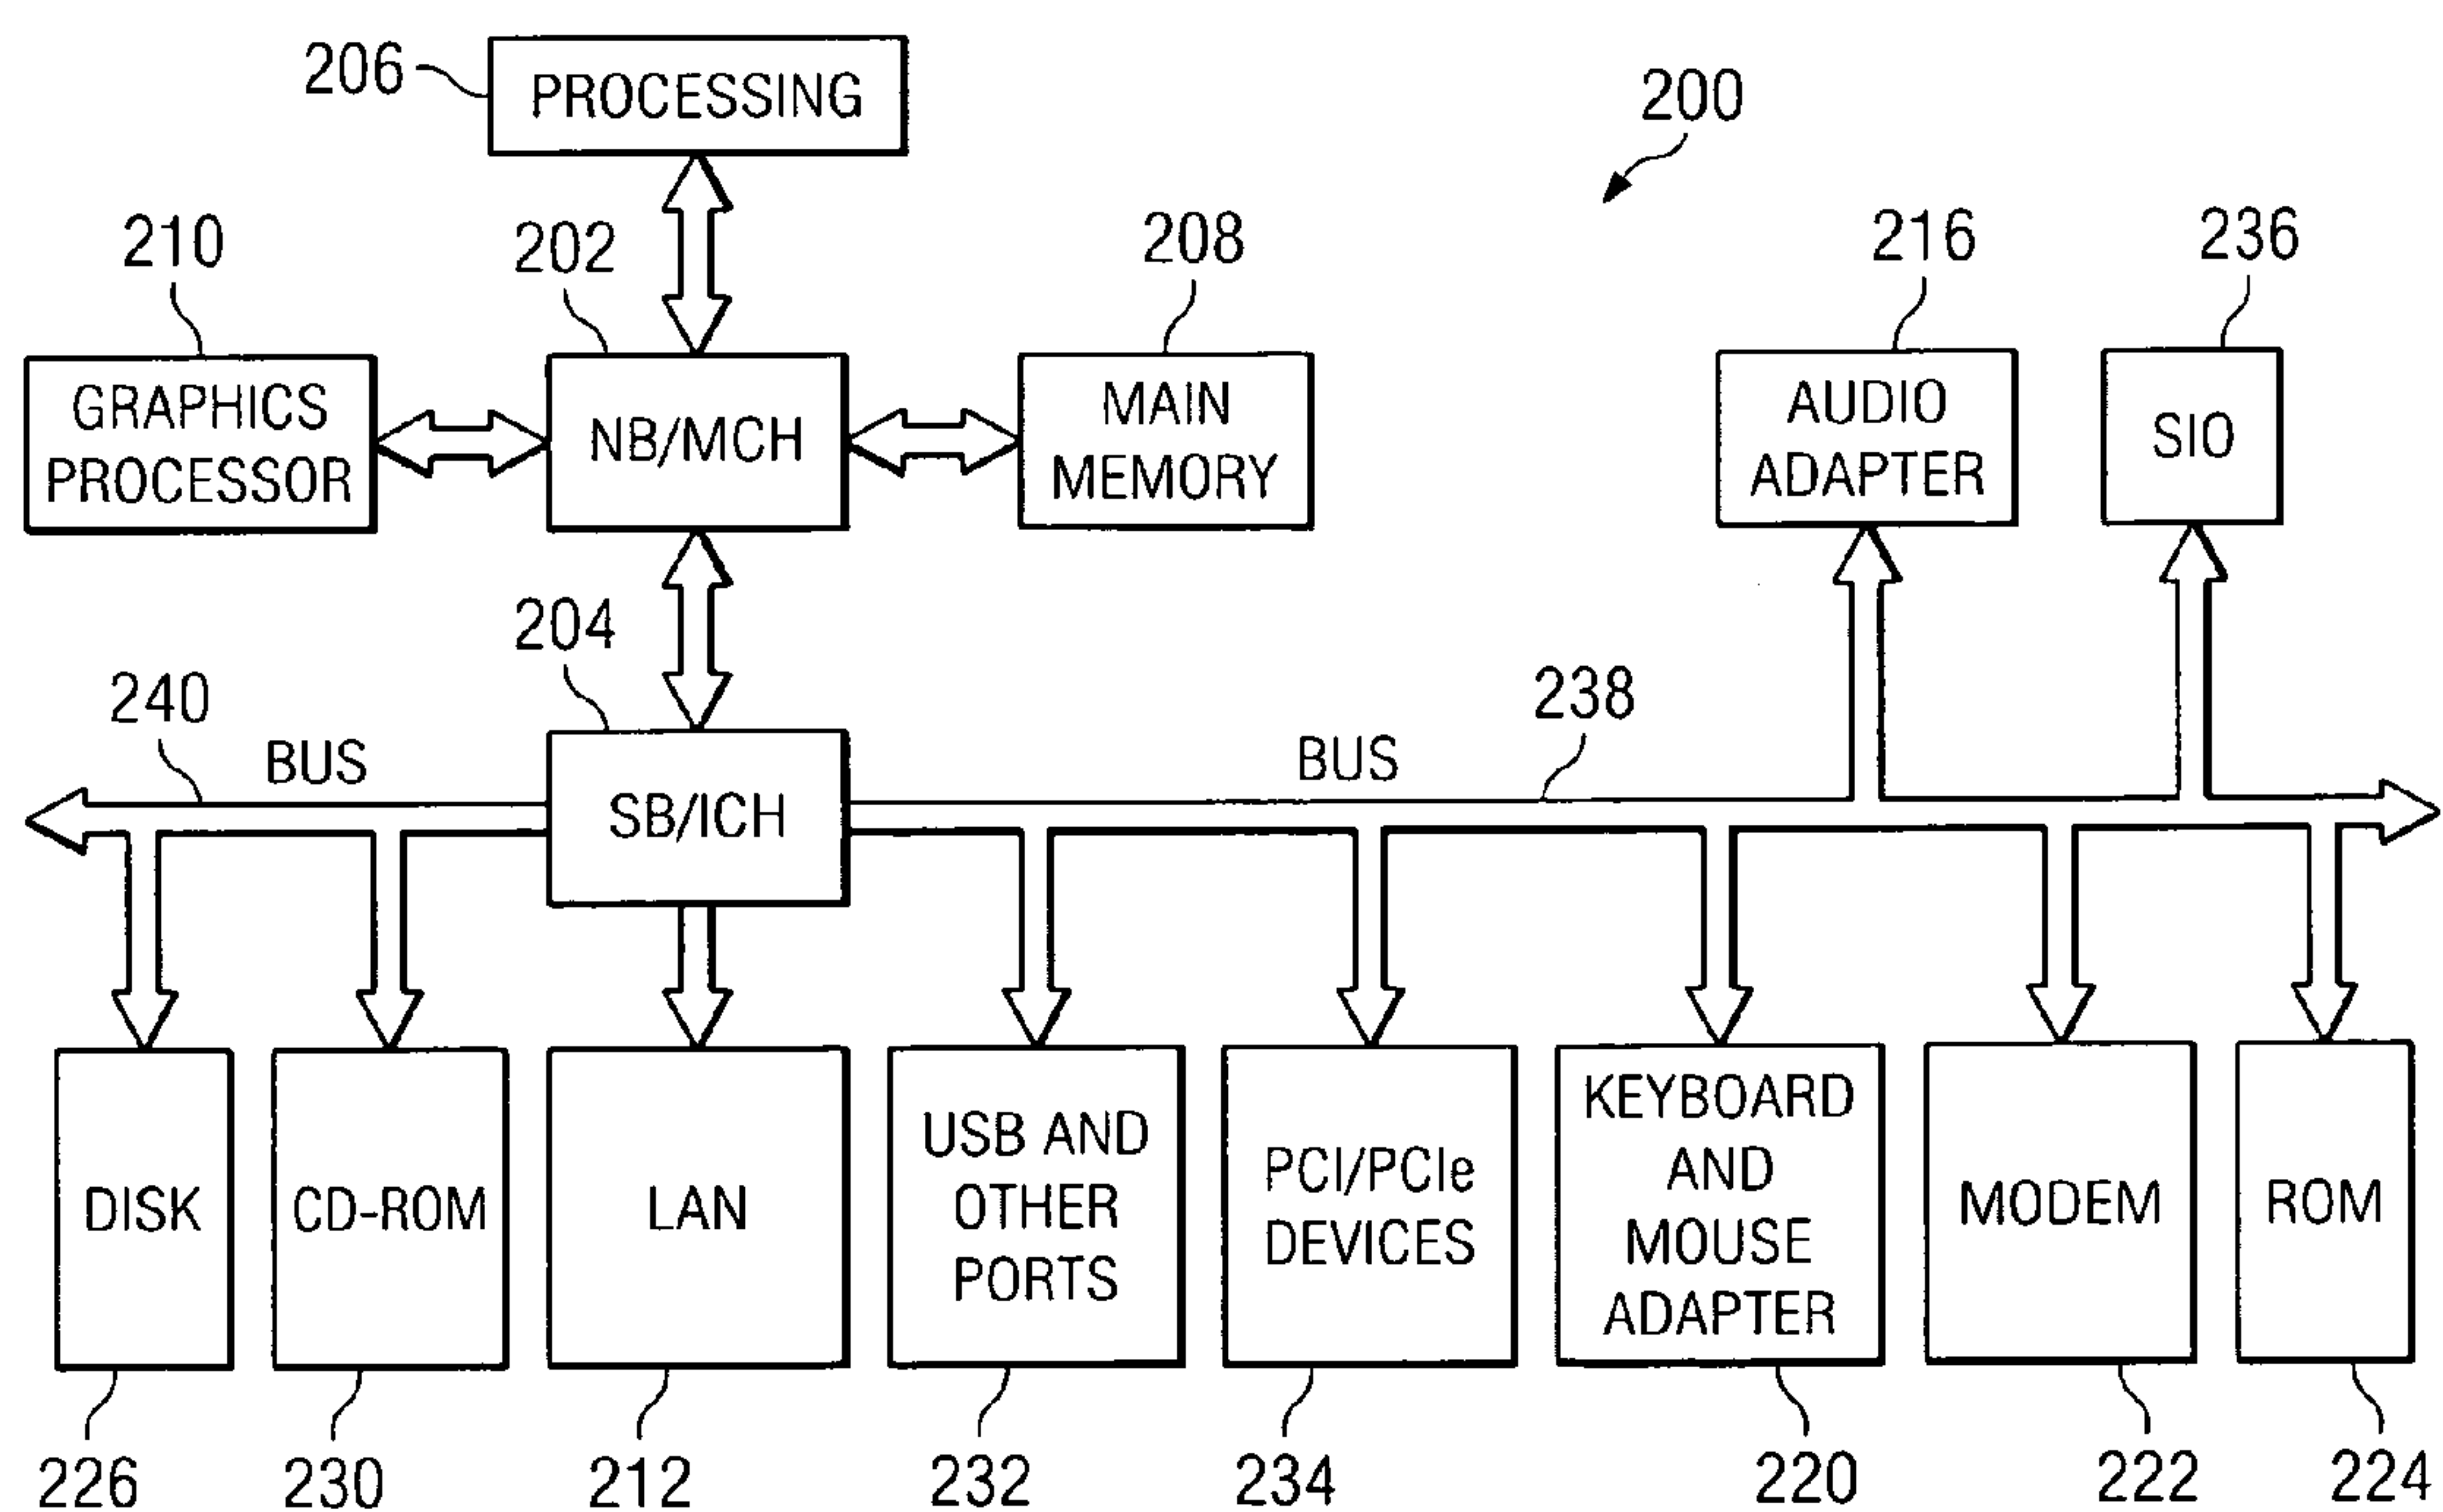 206
PROCESSING
200
210
202
208
216
236
GRAPHICS
PROCESSOR
NB/MCH
MAIN
MEMORY
AUDIO
ADAPTER
SIO
204
240
BUS
238
BUS
SB/ICH
DISK
CD-ROM
LAN
USB AND
OTHER
PORTS
PCI/PCIe
DEVICES
KEYBOARD
AND
MOUSE
ADAPTER
MODEM
ROM
226
230
212
232
234
220
222
224